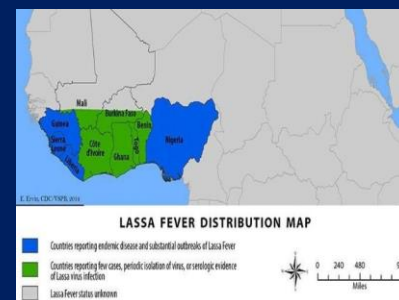 Mali
Burkina Faso
Guinea
Benin
Nigeria
Sierra
Leone
Côte
d'Ivoire
Togo
Liberia
Ghana
E. Ervin, CDC/VSPB, 2014
LASSA FEVER DISTRIBUTION MAP
Countries reporting endemic disease and substantial outbreaks of Lassa Fever
Countries reporting few cases, periodic isolation of virus, or serologic evidence
of Lassa virus infection
Lassa Fever status unknown
0 240 480
Miles